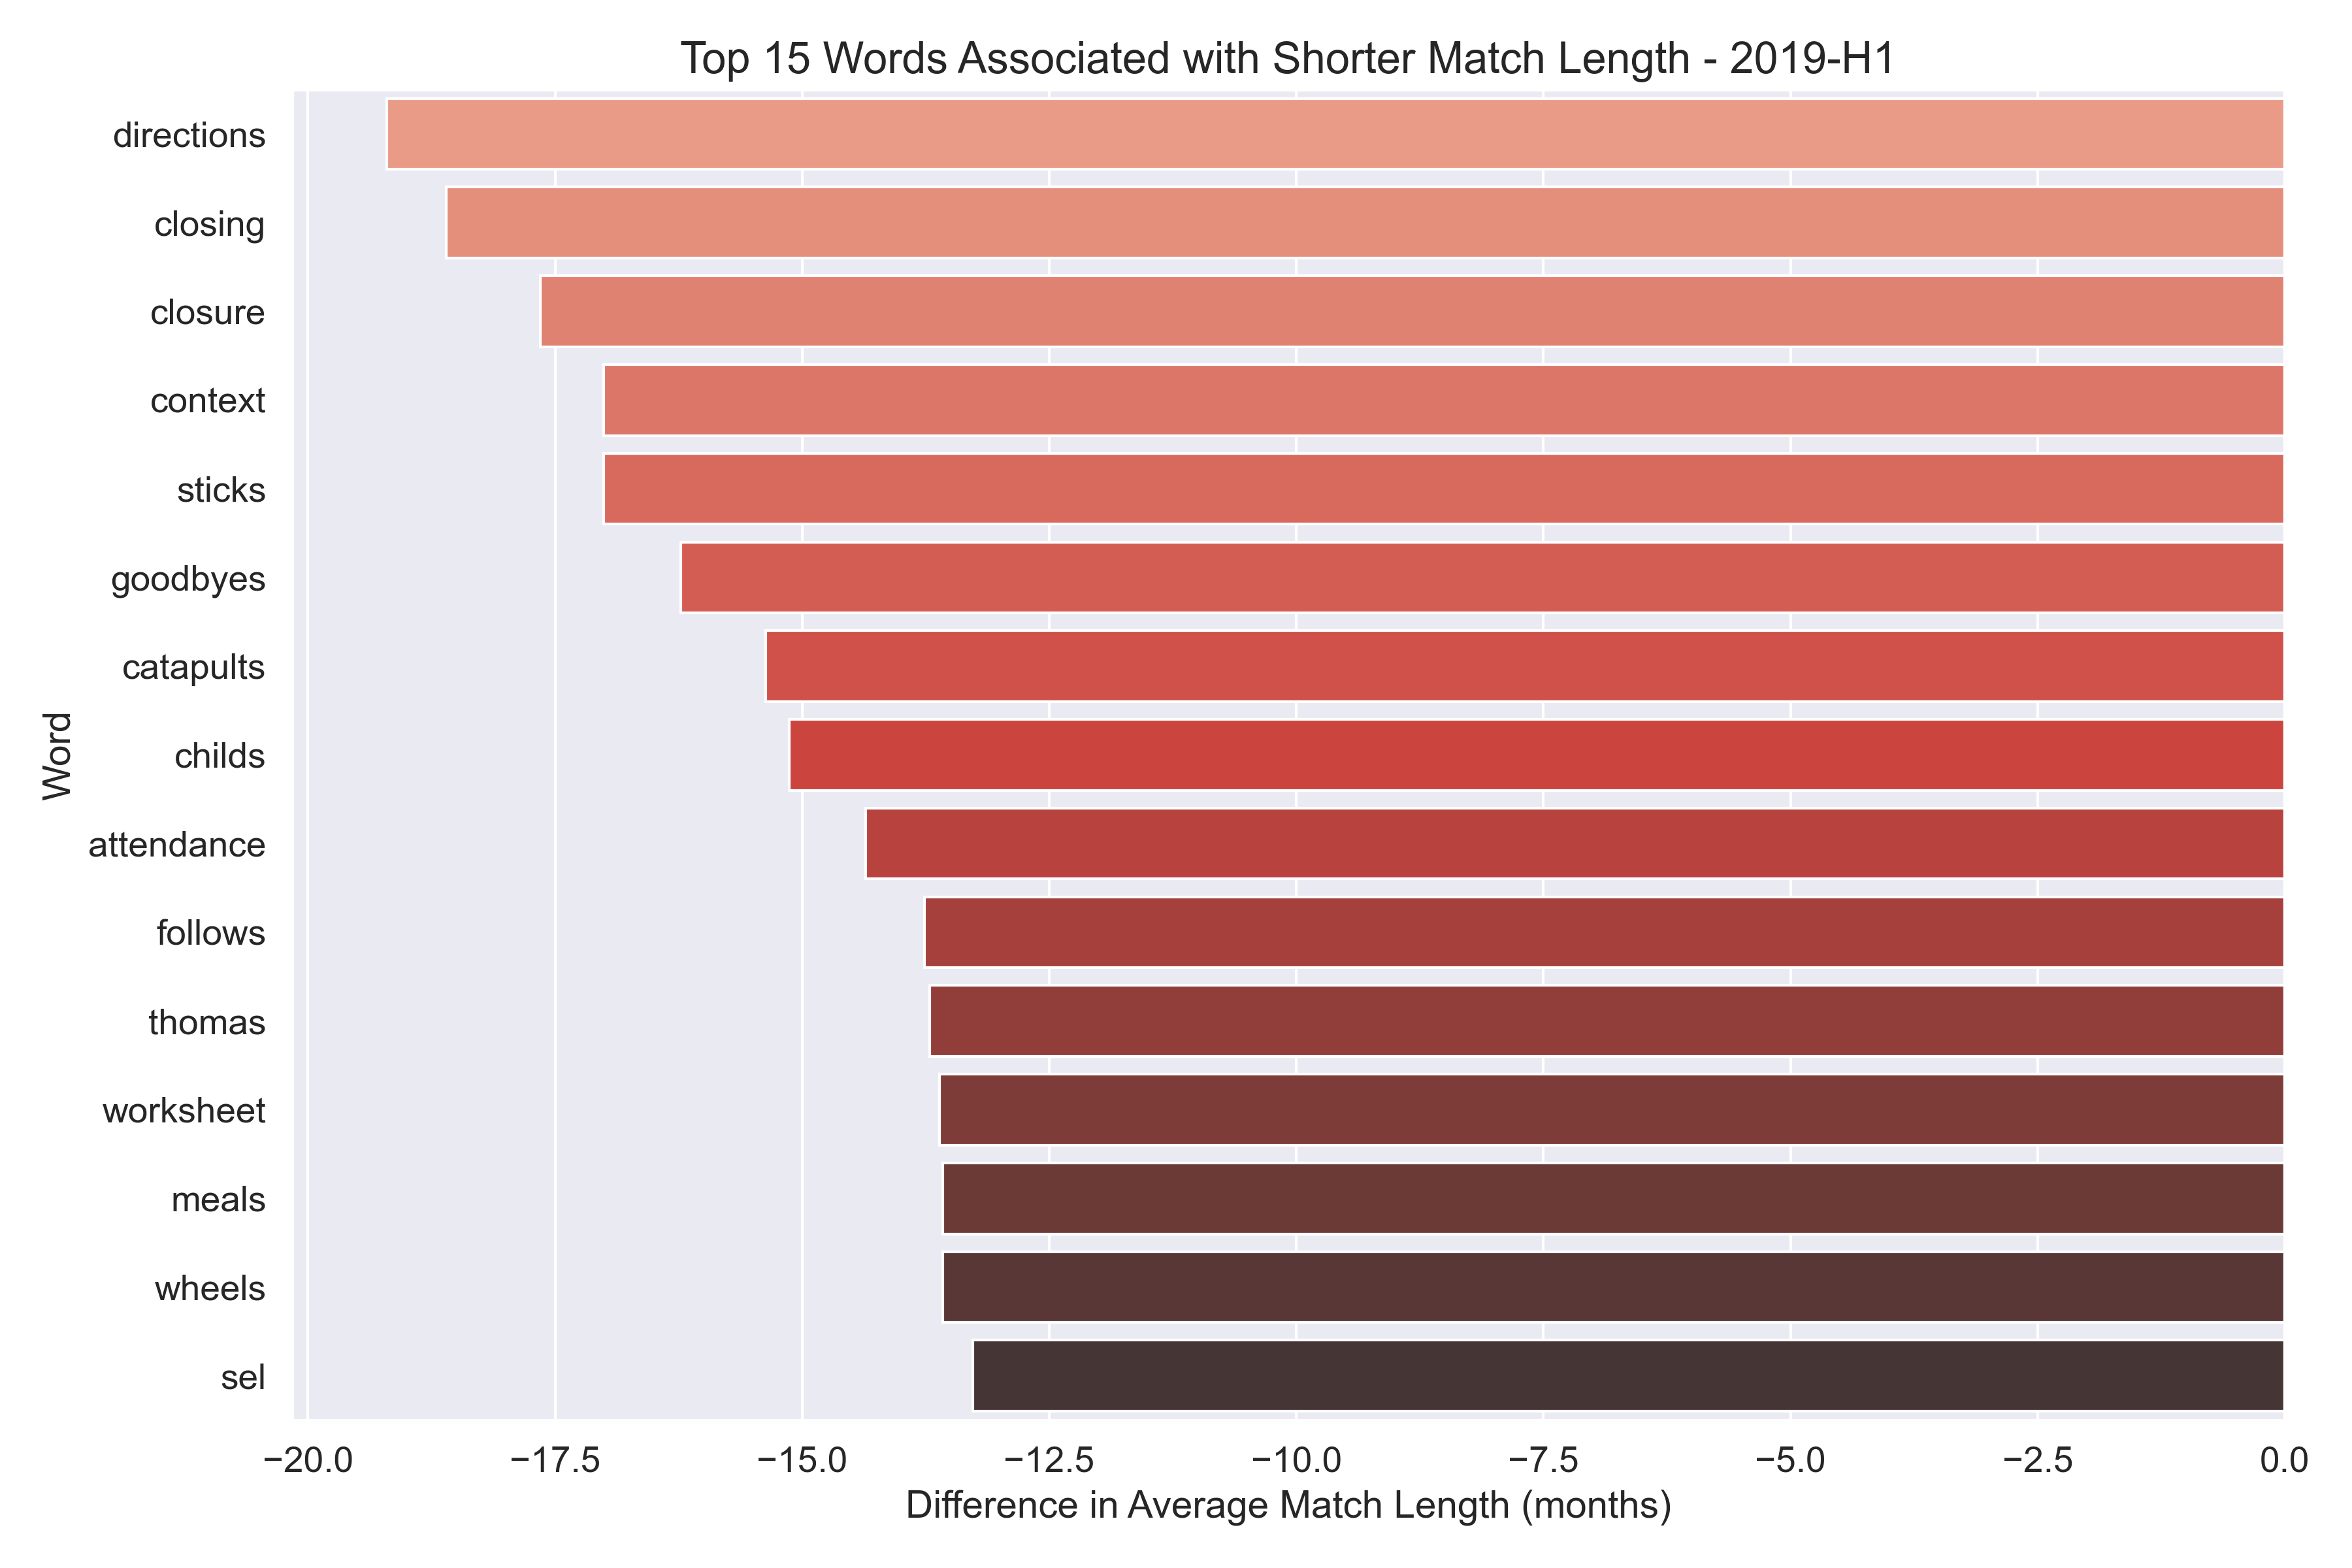 Top 15 Words Associated with Shorter Match Length - 2019-H1
Word
directions
closing
closure
context
sticks
goodbyes
catapults
childs
attendance
follows
thomas
worksheet
meals
wheels
sel
−20.0 −17.5 −15.0 −12.5 −10.0 −7.5 −5.0 −2.5 0.0
Difference in Average Match Length (months)